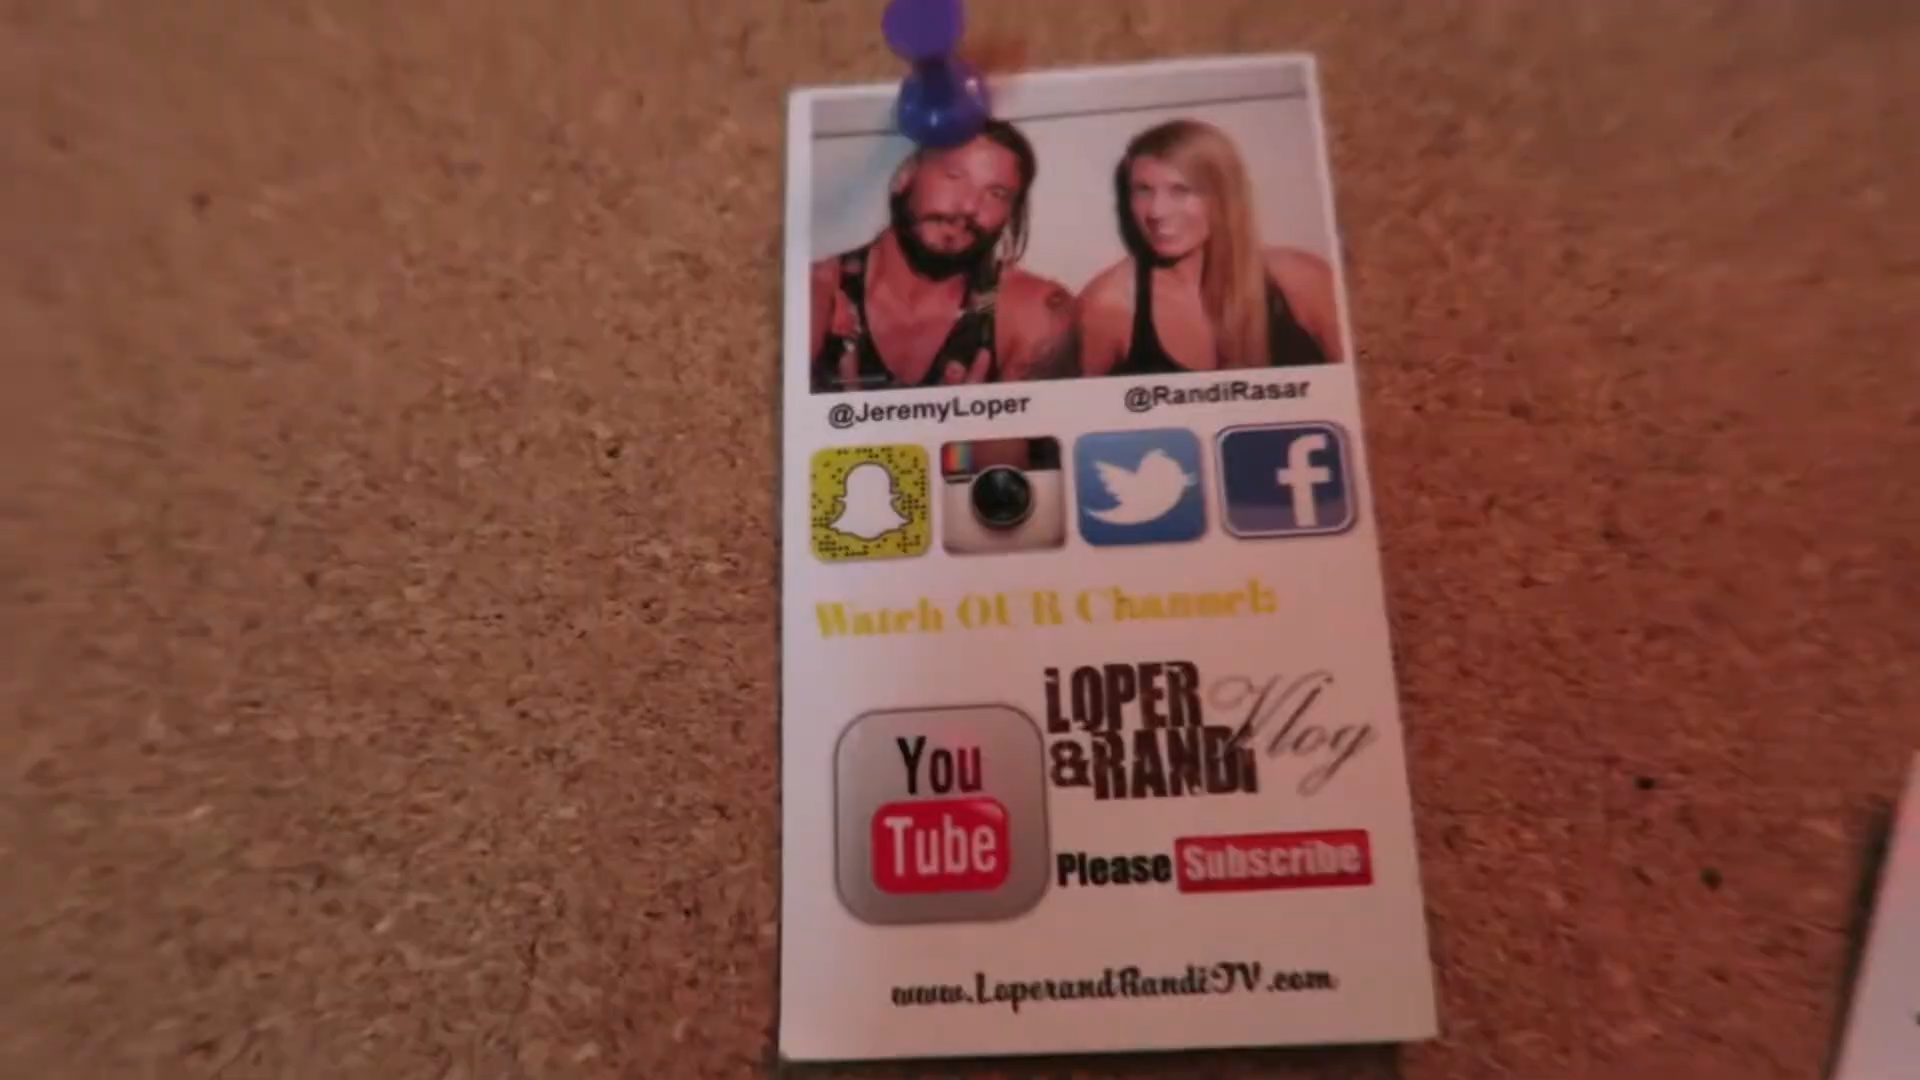 @JeremyLoper @RandiRasar
f
Watch OUR Channel:
LOPER
&RANDI Vlog
You
Tube
Please Subscribe
www.LoperandRandiTV.com